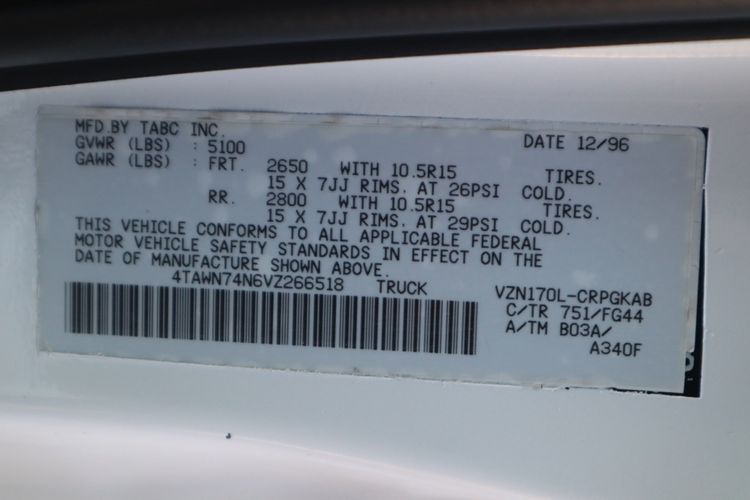 MFD.BY TABC INC. DATE 12/96
GVWR (LBS) : 5100
GAWR (LBS) : FRT. 2650 WITH 10.5R15 TIRES.
15 X 7JJ RIMS. AT 26PSI COLD.
RR. 2800 WITH 10.5R15 TIRES.
15 X 7JJ RIMS. AT 29PSI COLD.
THIS VEHICLE CONFORMS TO ALL APPLICABLE FEDERAL
MOTOR VEHICLE SAFETY STANDARDS IN EFFECT ON THE
DATE OF MANUFACTURE SHOWN ABOVE.
4TAWN74N6VZ266518 TRUCK VZN170L-CRPGKAB
C/TR 751/FG44
A/TM B03A/
A340F